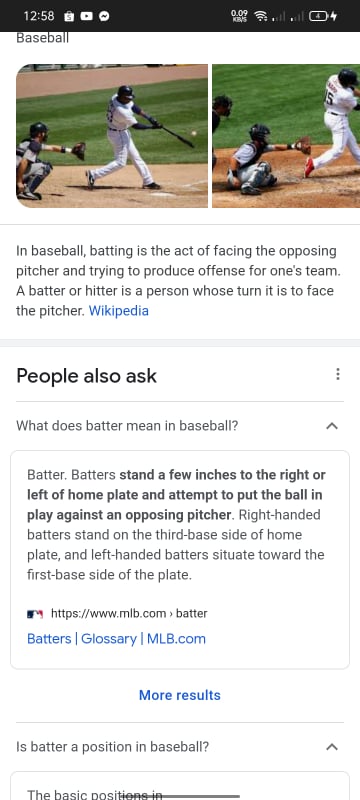 12:58
0.09
KB/S
4
Baseball
In baseball, batting is the act of facing the opposing
pitcher and trying to produce offense for one's team.
A batter or hitter is a person whose turn it is to face
the pitcher. Wikipedia
People also ask
What does batter mean in baseball?
Batter. Batters stand a few inches to the right or
left of home plate and attempt to put the ball in
play against an opposing pitcher. Right-handed
batters stand on the third-base side of home
plate, and left-handed batters situate toward the
first-base side of the plate.
https://www.mlb.com › batter
Batters | Glossary | MLB.com
More results
Is batter a position in baseball?
The basic positions in